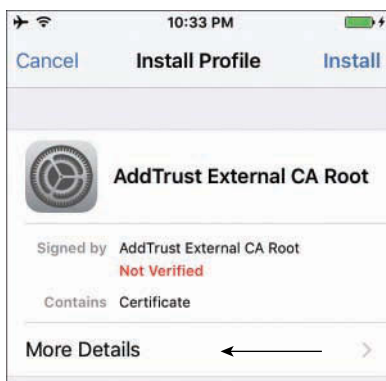 10:33 PM
Cancel Install Profile Install
AddTrust External CA Root
Signed by AddTrust External CA Root
Not Verified
Contains Certificate
More Details